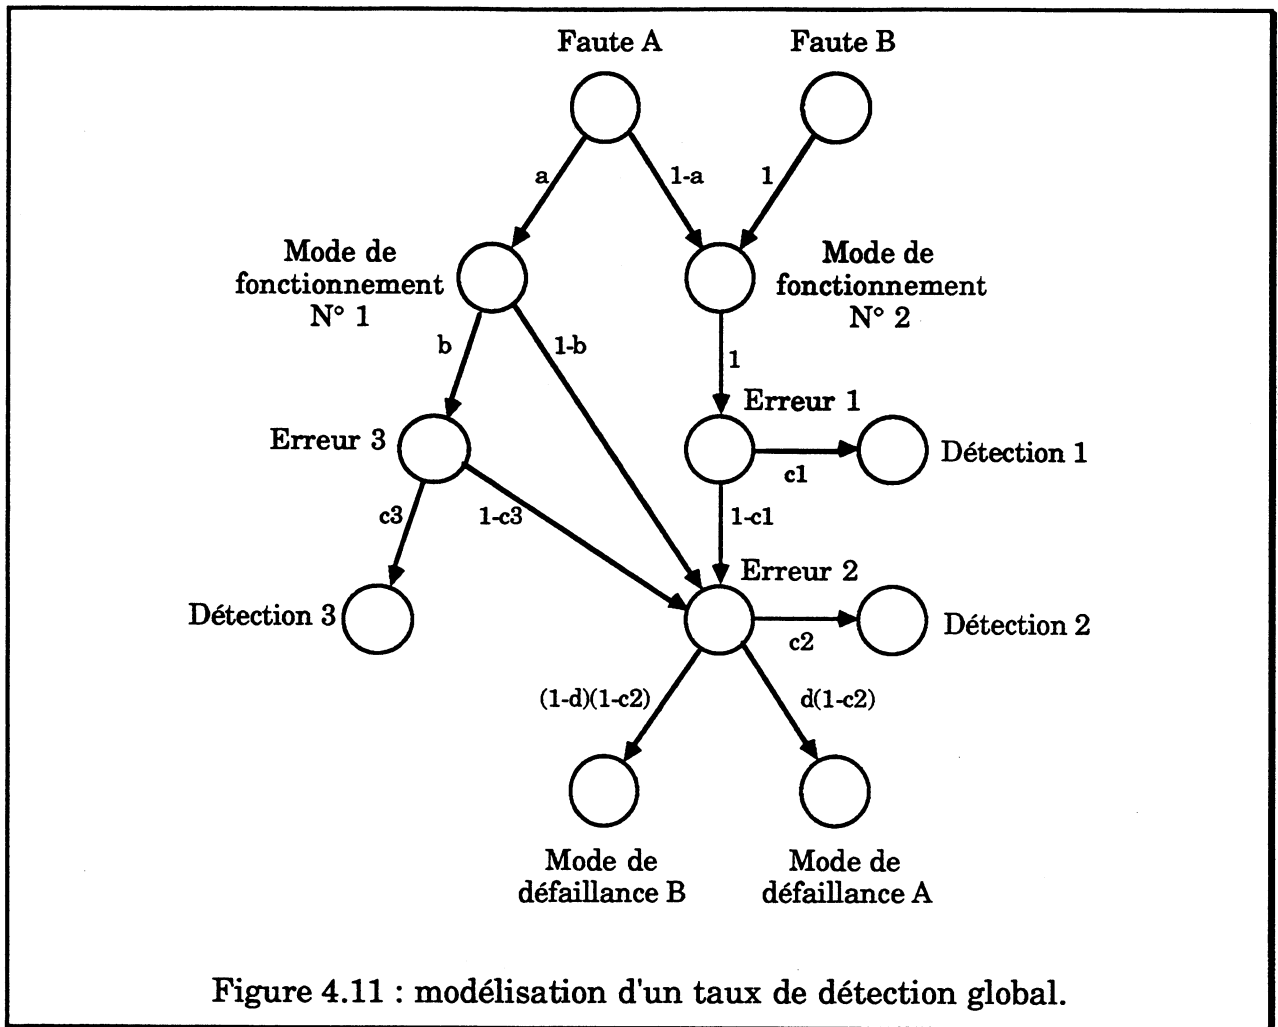 Faute A
Faute B
a
1-a
1
Mode de
fonctionnement
N° 1
Mode de
fonctionnement
N° 2
b
1-b
1
Erreur 1
Erreur 3
Détection 1
c1
c3
1-c3
1-c1
Erreur 2
Détection 3
Détection 2
c2
(1-d)(1-c2)
d(1-c2)
Mode de
défaillance B
Mode de
défaillance A
Figure 4.11 : modélisation d'un taux de détection global.